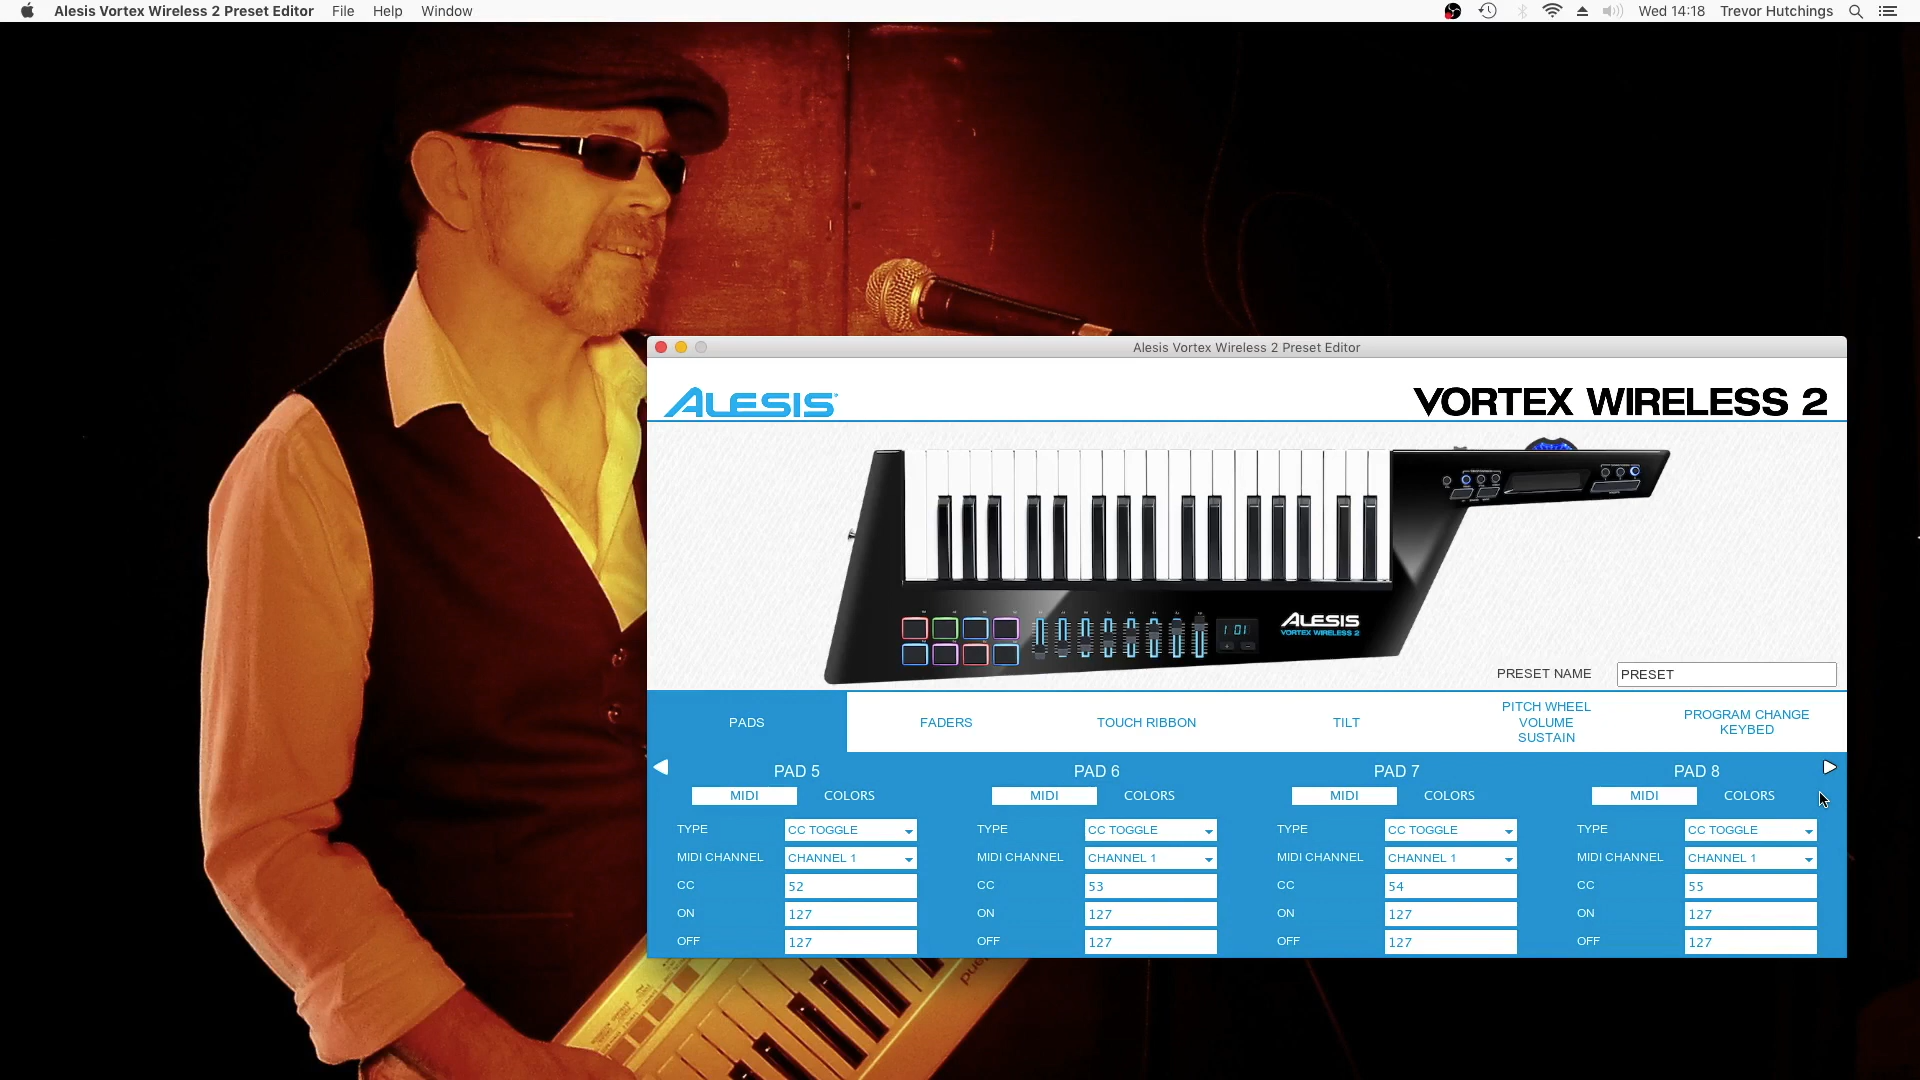 Alesis Vortex Wireless 2 Preset Editor File Help Window Wed 14:18 Trevor Hutchings
Alesis Vortex Wireless 2 Preset Editor
ALESIS VORTEX WIRELESS 2
1 01
ALESIS
VORTEX WIRELESS 2
PRESET NAME PRESET
PADS FADERS TOUCH RIBBON TILT PITCH WHEEL
VOLUME
SUSTAIN
PROGRAM CHANGE
KEYBED
PAD 5 PAD 6 PAD 7 PAD 8
MIDI COLORS MIDI COLORS MIDI COLORS MIDI COLORS
TYPE CC TOGGLE TYPE CC TOGGLE TYPE CC TOGGLE TYPE CC TOGGLE
MIDI CHANNEL CHANNEL 1 MIDI CHANNEL CHANNEL 1 MIDI CHANNEL CHANNEL 1 MIDI CHANNEL CHANNEL 1
CC 52 CC 53 CC 54 CC 55
ON 127 ON 127 ON 127 ON 127
OFF 127 OFF 127 OFF 127 OFF 127